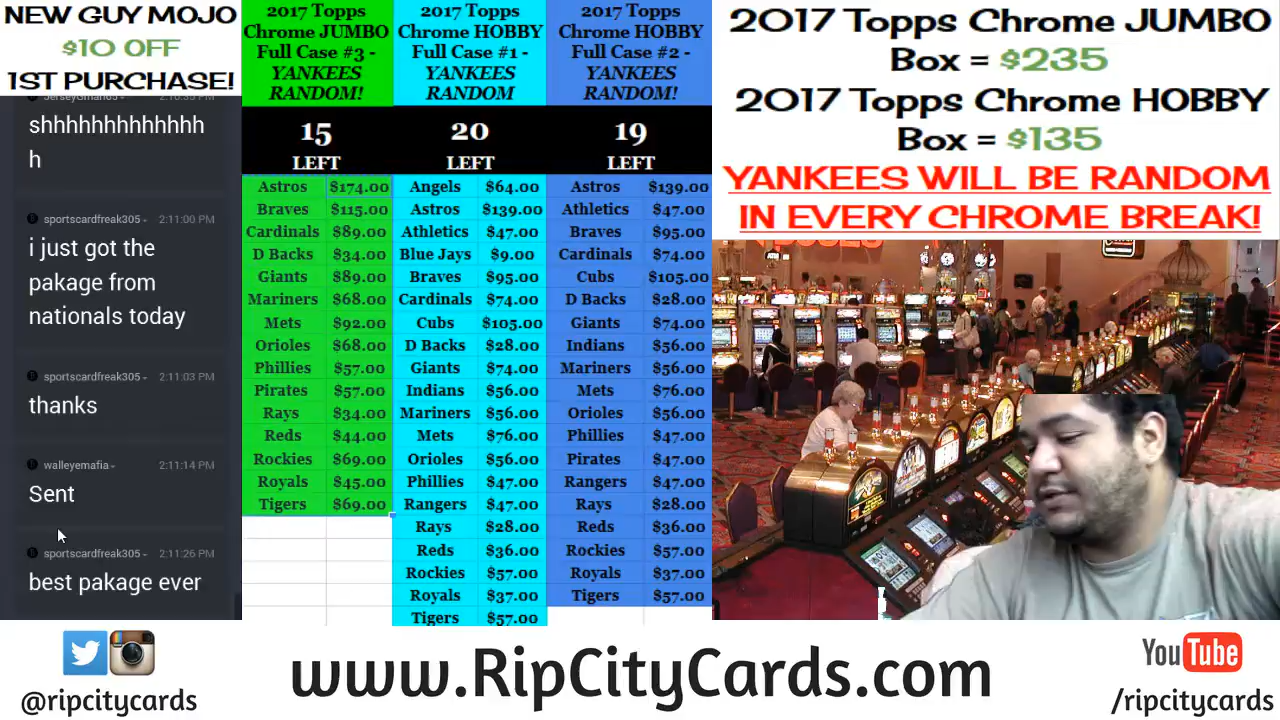 NEW GUY MOJO
$10 OFF
1ST PURCHASE!
shhhhhhhhhhhhh
h
sportscardfreak305
2:11:00 PM
i just got the
pakage from
nationals today
sportscardfreak305
2:11:03 PM
thanks
walleyemafia
2:11:14 PM
Sent
sportscardfreak305
2:11:26 PM
best pakage ever
2017 Topps
Chrome JUMBO
Full Case #3 -
YANKEES
RANDOM!
15
LEFT
Astros $174.00
Braves $115.00
Cardinals $89.00
D Backs $34.00
Giants $89.00
Mariners $68.00
Mets $92.00
Orioles $68.00
Phillies $57.00
Pirates $57.00
Rays $34.00
Reds $44.00
Rockies $69.00
Royals $45.00
Tigers $69.00
2017 Topps
Chrome HOBBY
Full Case #1 -
YANKEES
RANDOM
20
LEFT
Angels $64.00
Astros $139.00
Athletics $47.00
Blue Jays $9.00
Braves $95.00
Cardinals $74.00
Cubs $105.00
D Backs $28.00
Giants $74.00
Indians $56.00
Mariners $56.00
Mets $76.00
Orioles $56.00
Phillies $47.00
Rangers $47.00
Rays $28.00
Reds $36.00
Rockies $57.00
Royals $37.00
Tigers $57.00
2017 Topps
Chrome HOBBY
Full Case #2 -
YANKEES
RANDOM!
19
LEFT
Astros $139.00
Athletics $47.00
Braves $95.00
Cardinals $74.00
Cubs $105.00
D Backs $28.00
Giants $74.00
Indians $56.00
Mariners $56.00
Mets $76.00
Orioles $56.00
Phillies $47.00
Pirates $47.00
Rangers $47.00
Rays $28.00
Reds $36.00
Rockies $57.00
Royals $37.00
Tigers $57.00
2017 Topps Chrome JUMBO
Box = $235
2017 Topps Chrome HOBBY
Box = $135
YANKEES WILL BE RANDOM
IN EVERY CHROME BREAK!
@ripcitycards
www.RipCityCards.com
YouTube
/ripcitycards